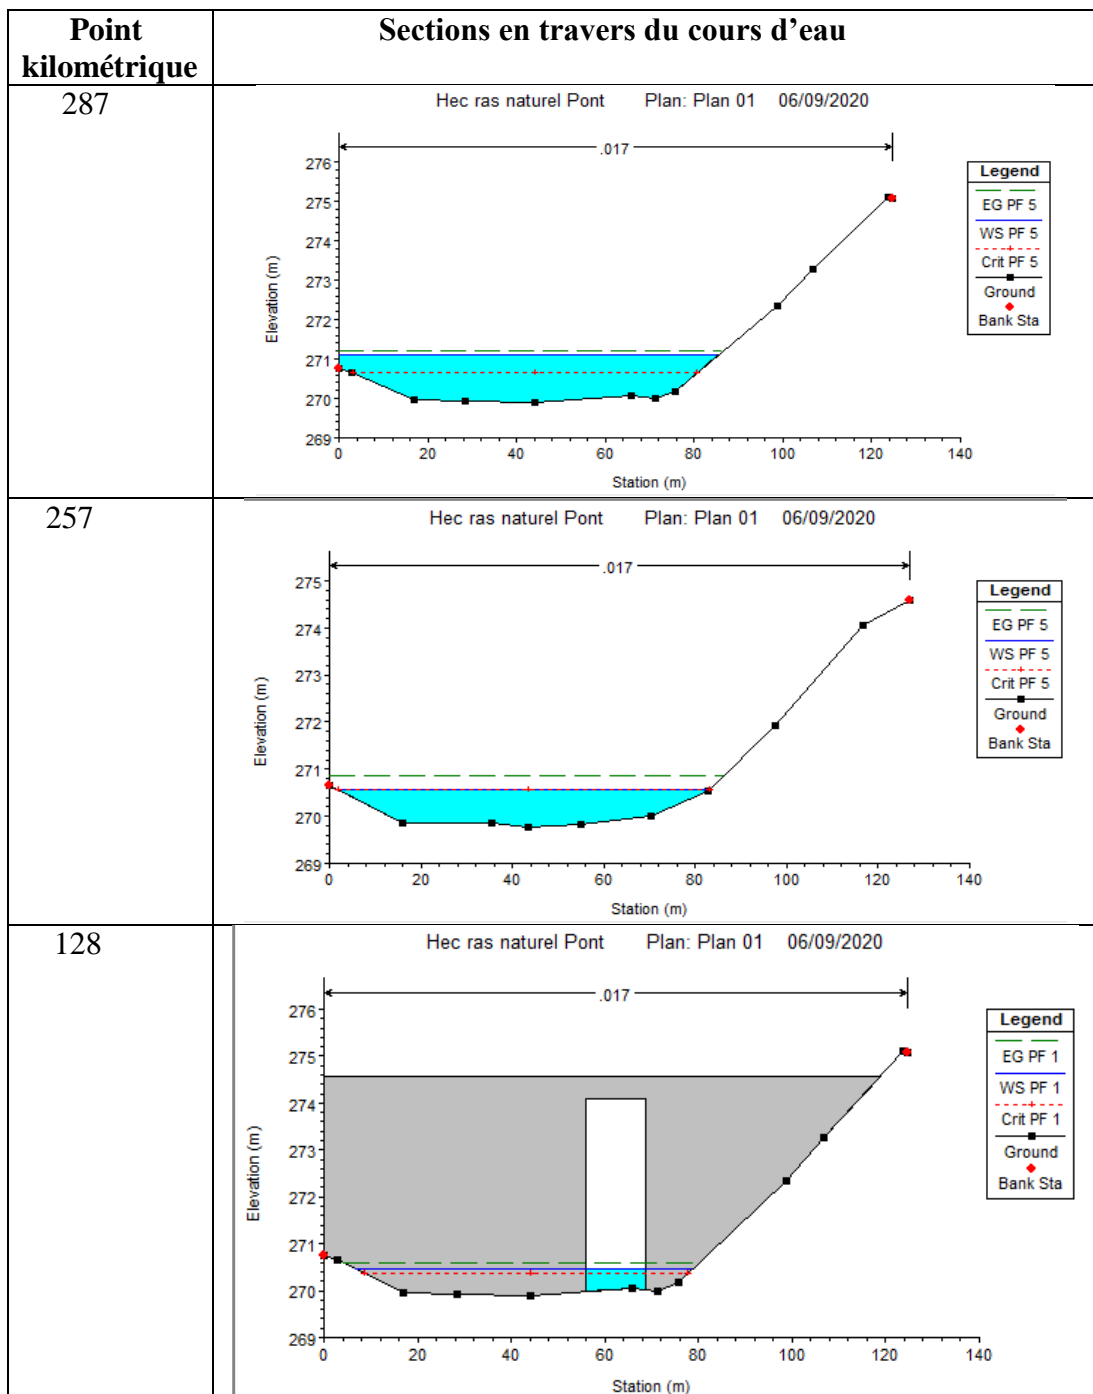 Point kilométrique
Sections en travers du cours d'eau
287
Hec ras naturel Pont Plan: Plan 01 06/09/2020
.017
276
275
274
273
272
271
270
269
Elevation (m)
0 20 40 60 80 100 120 140
Station (m)
Legend
EG PF 5
WS PF 5
Crit PF 5
Ground
Bank Sta
257
Hec ras naturel Pont Plan: Plan 01 06/09/2020
.017
275
274
273
272
271
270
269
Elevation (m)
0 20 40 60 80 100 120 140
Station (m)
Legend
EG PF 5
WS PF 5
Crit PF 5
Ground
Bank Sta
128
Hec ras naturel Pont Plan: Plan 01 06/09/2020
.017
276
275
274
273
272
271
270
269
Elevation (m)
0 20 40 60 80 100 120 140
Station (m)
Legend
EG PF 1
WS PF 1
Crit PF 1
Ground
Bank Sta